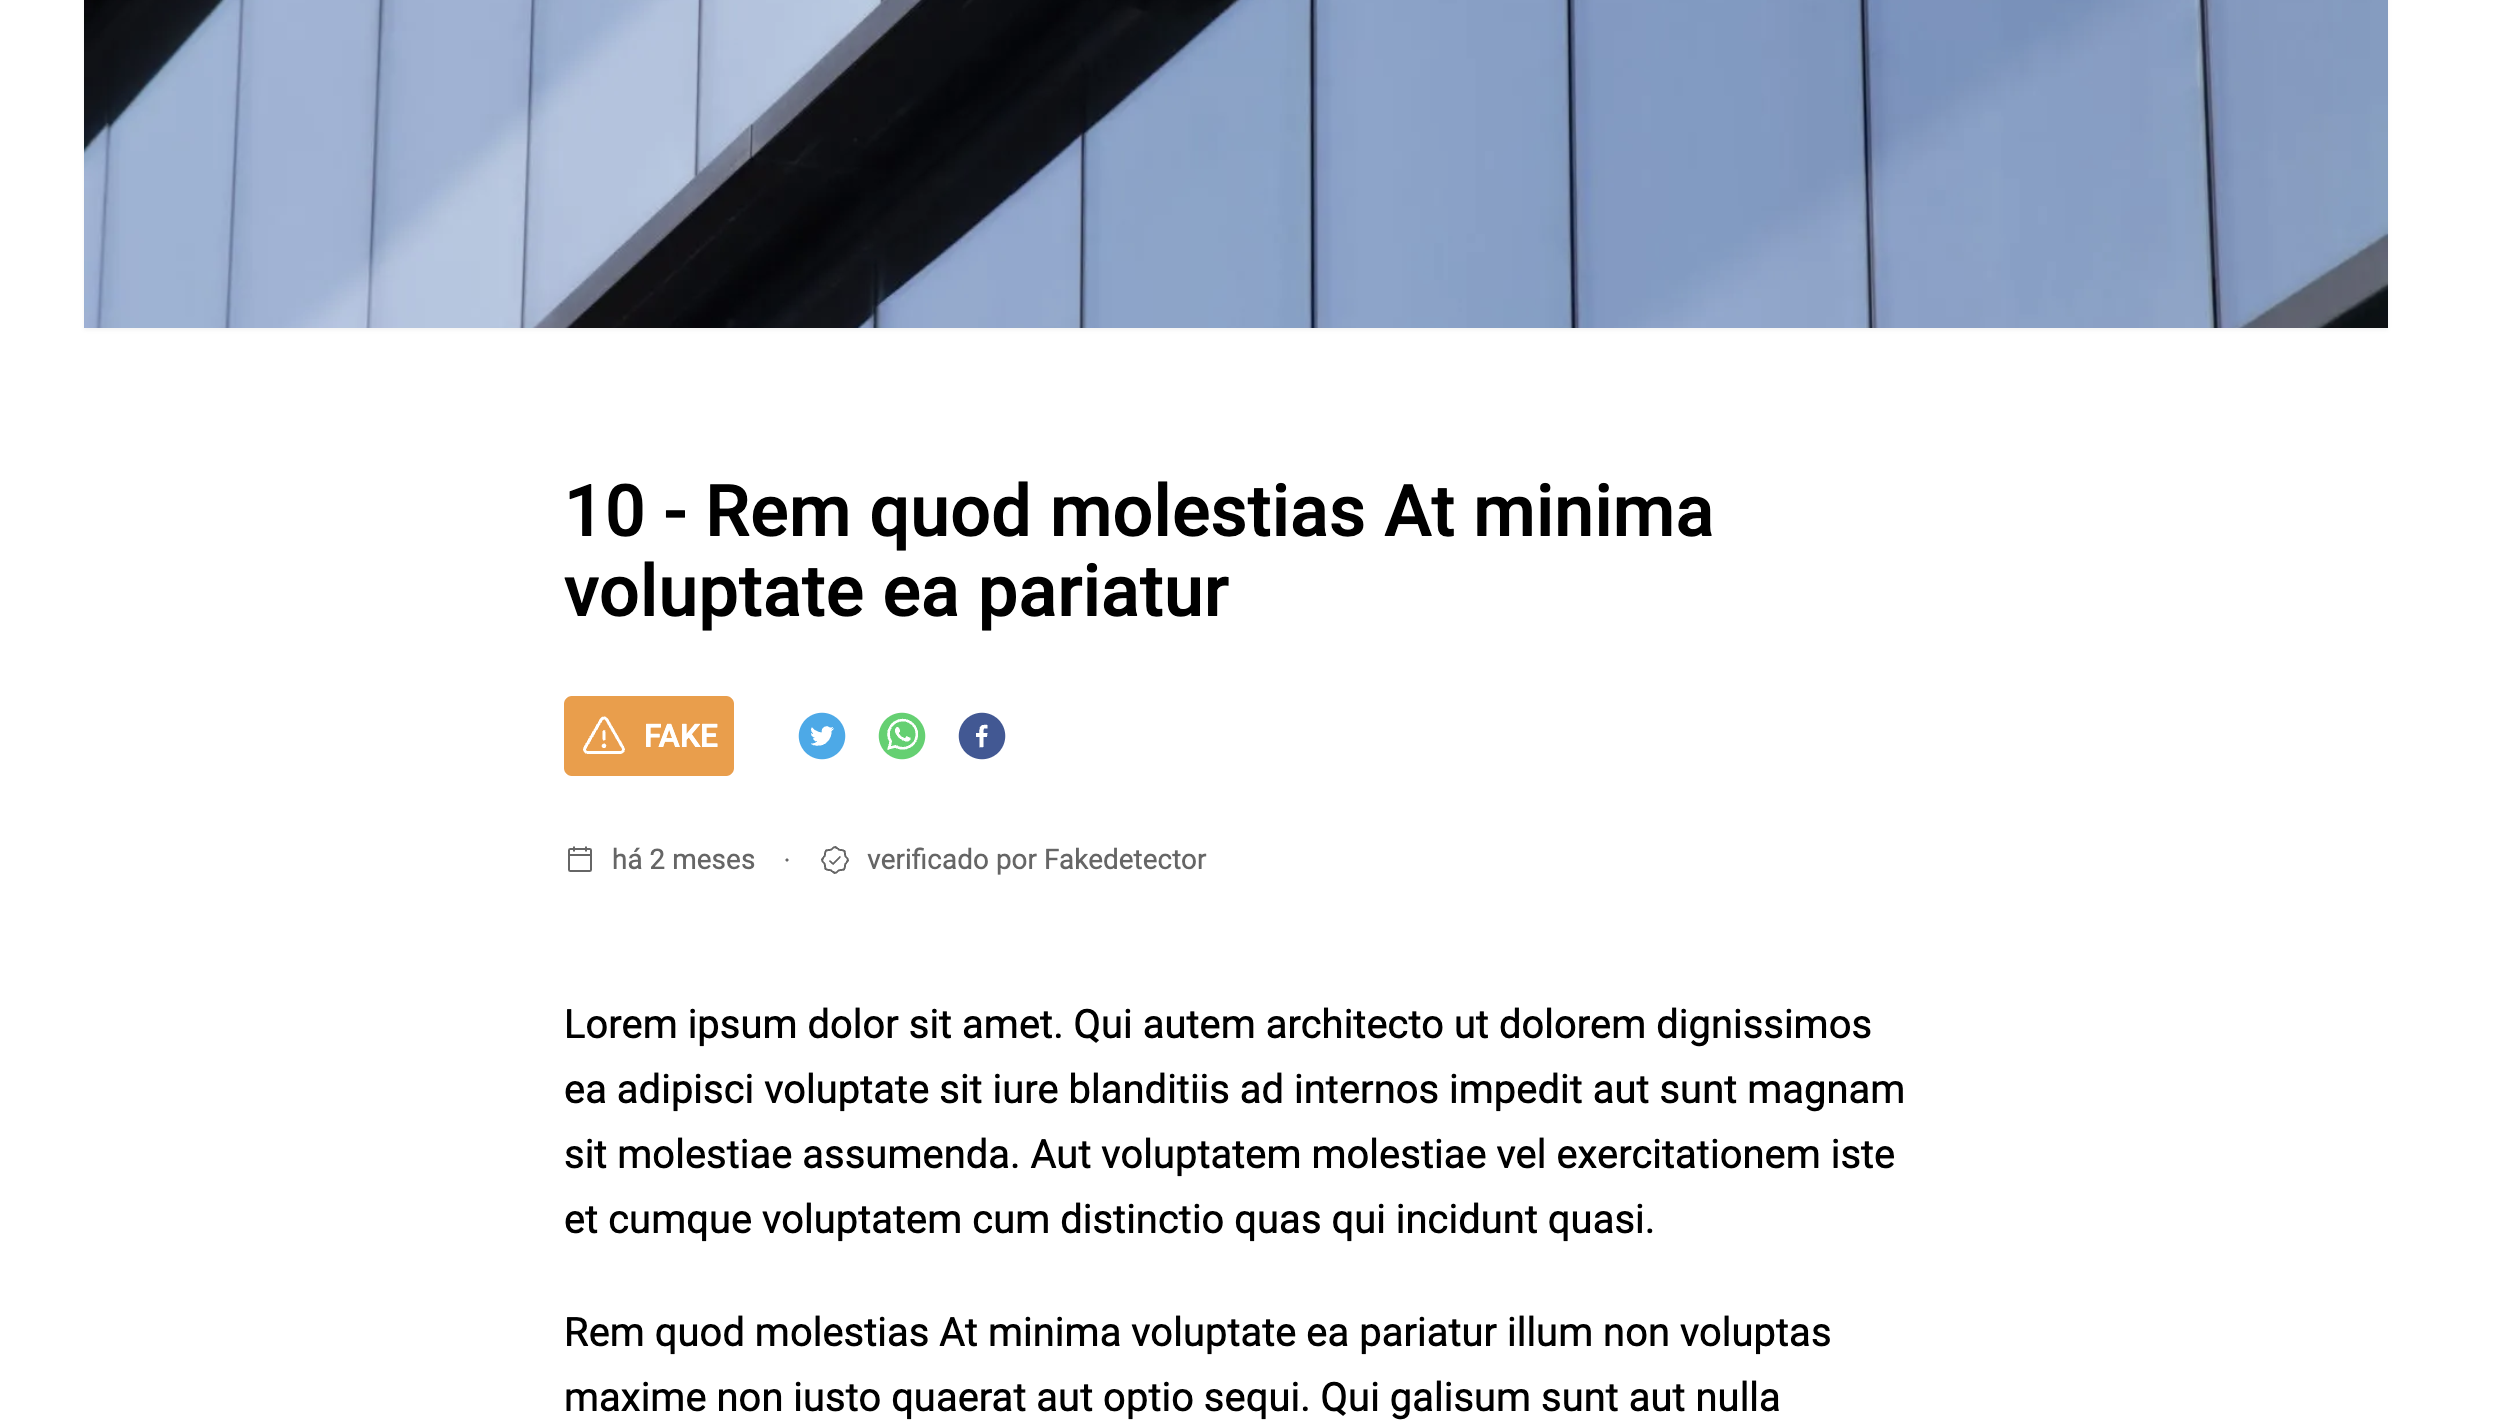 10 - Rem quod molestias At minima
voluptate ea pariatur
FAKE
há 2 meses · verificado por Fakedetector
Lorem ipsum dolor sit amet. Qui autem architecto ut dolorem dignissimos
ea adipisci voluptate sit iure blanditiis ad internos impedit aut sunt magnam
sit molestiae assumenda. Aut voluptatem molestiae vel exercitationem iste
et cumque voluptatem cum distinctio quas qui incidunt quasi.
Rem quod molestias At minima voluptate ea pariatur illum non voluptas
maxime non iusto quaerat aut optio sequi. Qui galisum sunt aut nulla